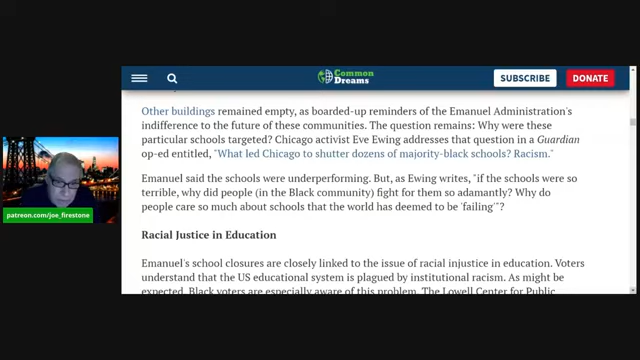 Common
Dreams
SUBSCRIBE
DONATE
Other buildings remained empty, as boarded-up reminders of the Emanuel Administration's
indifference to the future of these communities. The question remains: Why were these
particular schools targeted? Chicago activist Eve Ewing addresses that question in a Guardian
op-ed entitled, "What led Chicago to shutter dozens of majority-black schools? Racism."
Emanuel said the schools were underperforming. But, as Ewing writes, "if the schools were so
terrible, why did people (in the Black community) fight for them so adamantly? Why do
people care so much about schools that the world has deemed to be 'failing'"?
Racial Justice in Education
Emanuel's school closures are closely linked to the issue of racial injustice in education. Voters
understand that the US educational system is plagued by institutional racism. As might be
expected, Black voters are especially aware of this problem. The Lowell Center for Public
patreon.com/joe_firestone